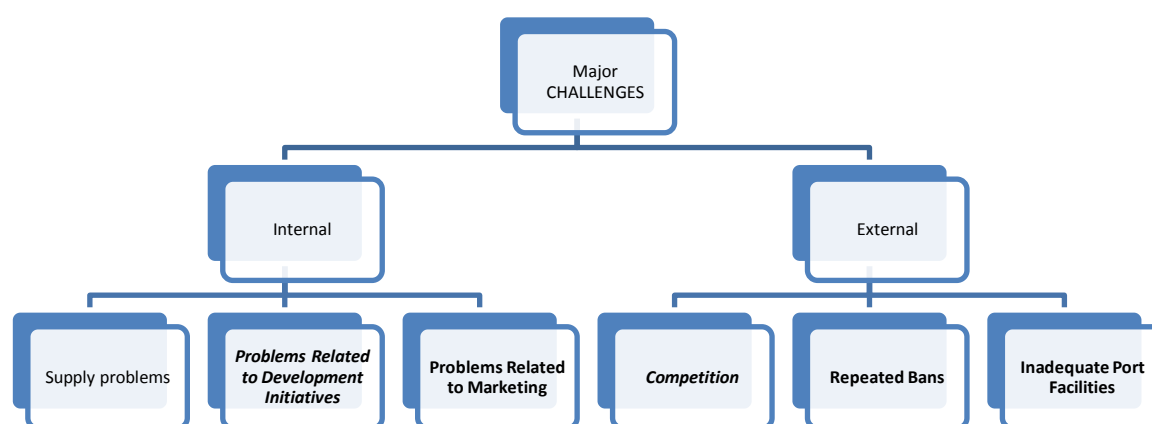 Major
CHALLENGES
Internal
External
Supply problems
Problems Related
to Development
Initiatives
Problems Related
to Marketing
Competition
Repeated Bans
Inadequate Port
Facilities